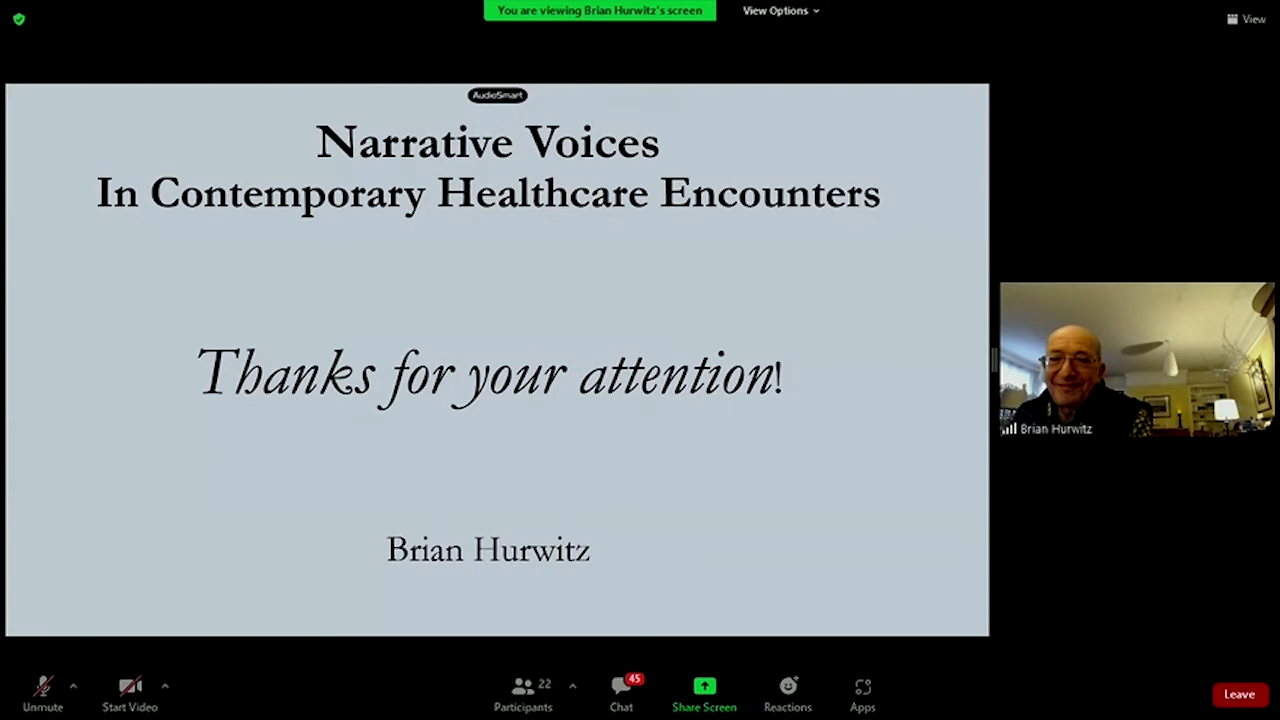 You are viewing Brian Hurwitz's screen
View Options
View
AudioSmart
Narrative Voices
In Contemporary Healthcare Encounters
Thanks for your attention!
Brian Hurwitz
Brian Hurwitz
Unmute
Start Video
22
Participants
45
Chat
Share Screen
Reactions
Apps
Leave